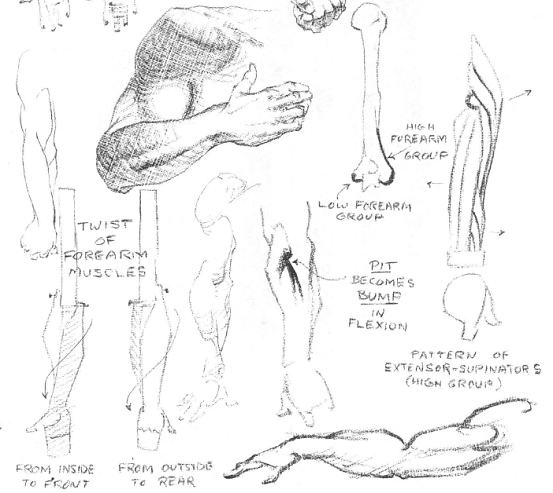 HIGH
FOREARM
GROUP
LOW FOREARM
GROUP
TWIST
OF
FOREARM
MUSCLES
PIT
BECOMES
BUMP
IN
FLEXION
PATTERN OF
EXTENSOR-SUPINATORS
(HIGH GROUP)
FROM INSIDE
TO FRONT
FROM OUTSIDE
TO REAR